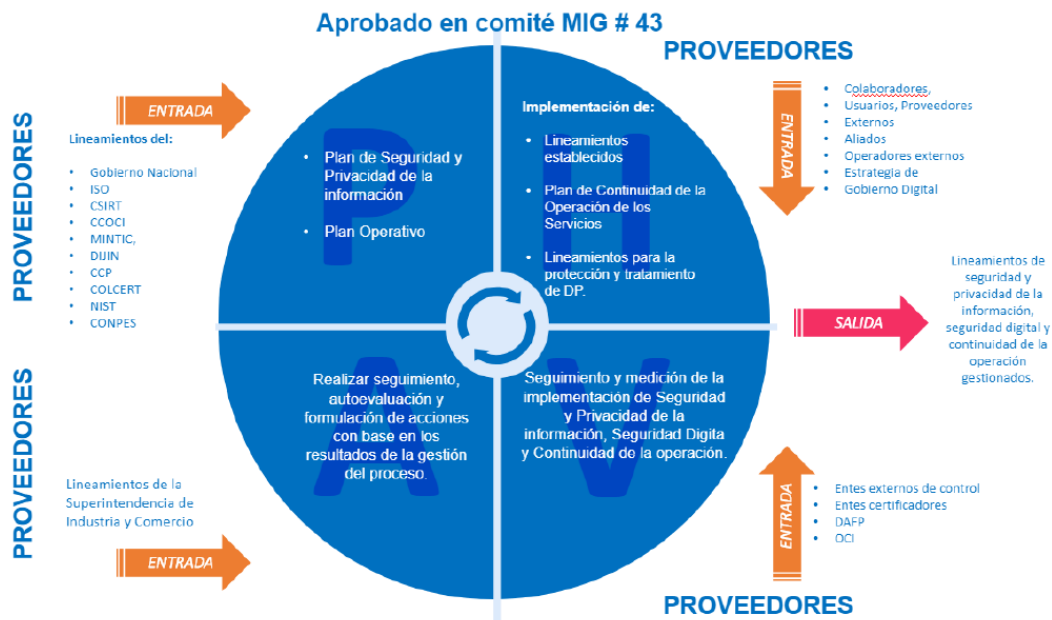 Aprobado en comité MIG # 43
PROVEEDORES
ENTRADA
Lineamientos del:
Gobierno Nacional
ISO
CSIRT
CCOCI
MINTIC,
DIJIN
CCP
COLCERT
NIST
CONPES
P
Plan de Seguridad y
Privacidad de la
información
Plan Operativo
H
Implementación de:
Lineamientos
establecidos
Plan de Continuidad de la
Operación de los
Servicios
Lineamientos para la
protección y tratamiento
de DP.
PROVEEDORES
ENTRADA
Colaboradores,
Usuarios, Proveedores
Externos
Aliados
Operadores externos
Estrategia de
Gobierno Digital
SALIDA
Lineamientos de
seguridad y
privacidad de la
información,
seguridad digital y
continuidad de la
operación
gestionados.
PROVEEDORES
Lineamientos de la
Superintendencia de
Industria y Comercio
ENTRADA
A
Realizar seguimiento,
autoevaluación y
formulación de acciones
con base en los
resultados de la gestión
del proceso.
V
Seguimiento y medición de la
implementación de Seguridad
y Privacidad de la
información, Seguridad Digita
y Continuidad de la operación.
ENTRADA
Entes externos de control
Entes certificadores
DAFP
OCI
PROVEEDORES